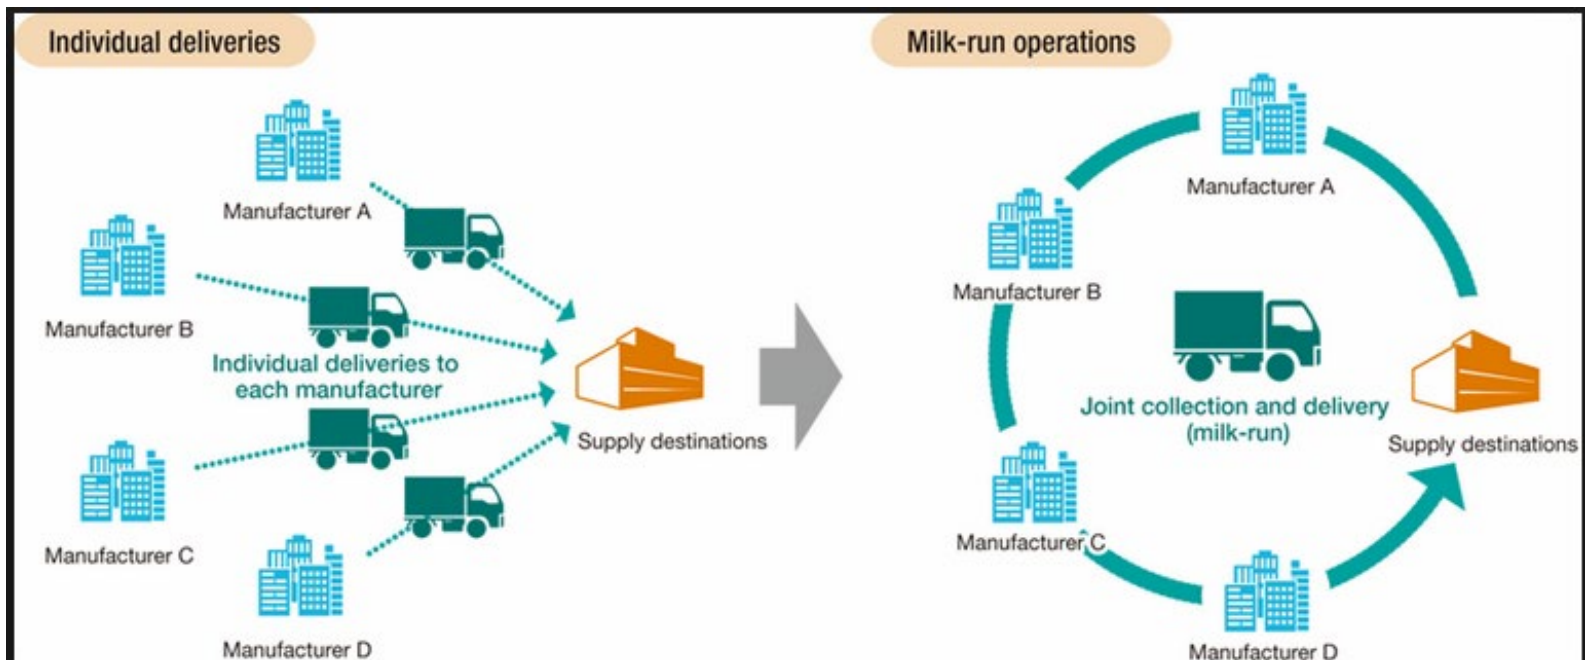 Individual deliveries
Manufacturer A
Manufacturer B
Individual deliveries to
each manufacturer
Supply destinations
Manufacturer C
Manufacturer D
Milk-run operations
Manufacturer A
Manufacturer B
Joint collection and delivery
(milk-run)
Supply destinations
Manufacturer C
Manufacturer D